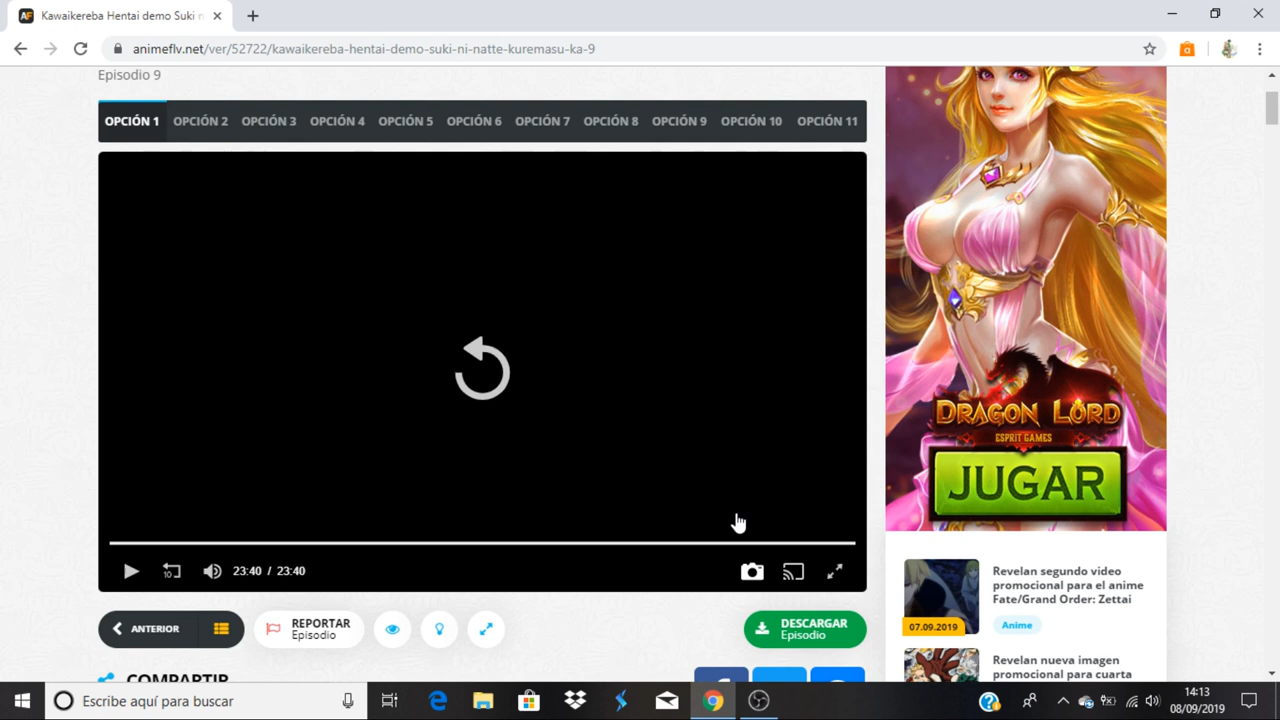 Kawaikereba Hentai demo Suki n
animeflv.net/ver/52722/kawaikereba-hentai-demo-suki-ni-natte-kuremasu-ka-9
Episodio 9
OPCIÓN 1 OPCIÓN 2 OPCIÓN 3 OPCIÓN 4 OPCIÓN 5 OPCIÓN 6 OPCIÓN 7 OPCIÓN 8 OPCIÓN 9 OPCIÓN 10 OPCIÓN 11
10
23:40 / 23:40
ANTERIOR
REPORTAR
Episodio
DESCARGAR
Episodio
COMPARTIR
DRAGON LORD
ESPRIT GAMES
JUGAR
Revelan segundo video
promocional para el anime
Fate/Grand Order: Zettai
07.09.2019
Anime
Revelan nueva imagen
promocional para cuarta
Escribe aquí para buscar
14:13
08/09/2019